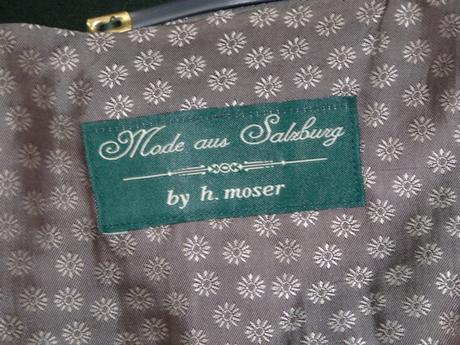 Mode aus Salzburg
by h. moser